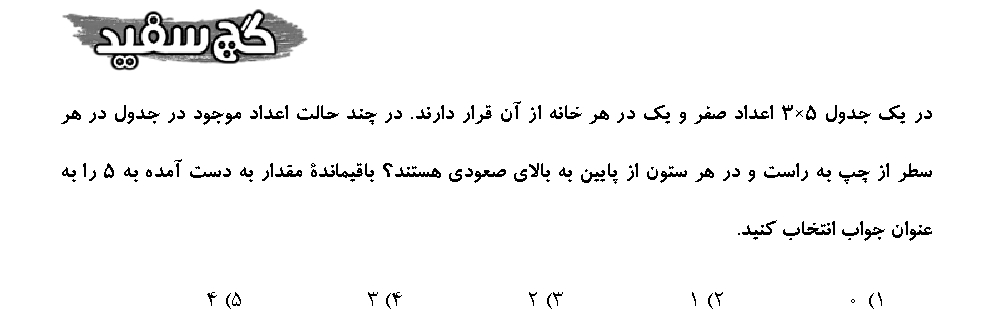 گچ سفید
در یک جدول ۵×۳ اعداد صفر و یک در هر خانه از آن قرار دارند. در چند حالت اعداد موجود در جدول در هر
سطر از چپ به راست و در هر ستون از پایین به بالای صعودی هستند؟ باقیماندهٔ مقدار به دست آمده به ۵ را به
عنوان جواب انتخاب کنید.
۱) ۰ ۲) ۱ ۳) ۲ ۴) ۳ ۵) ۴